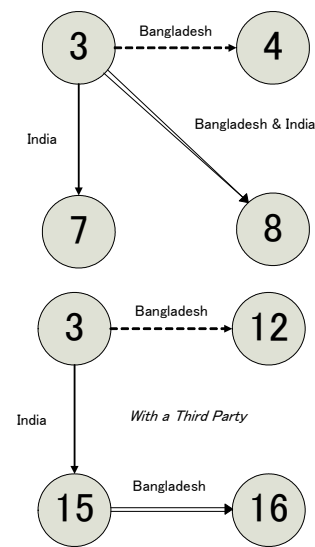 Bangladesh
3
4
Bangladesh & India
India
7
8
Bangladesh
3
12
India
With a Third Party
Bangladesh
15
16